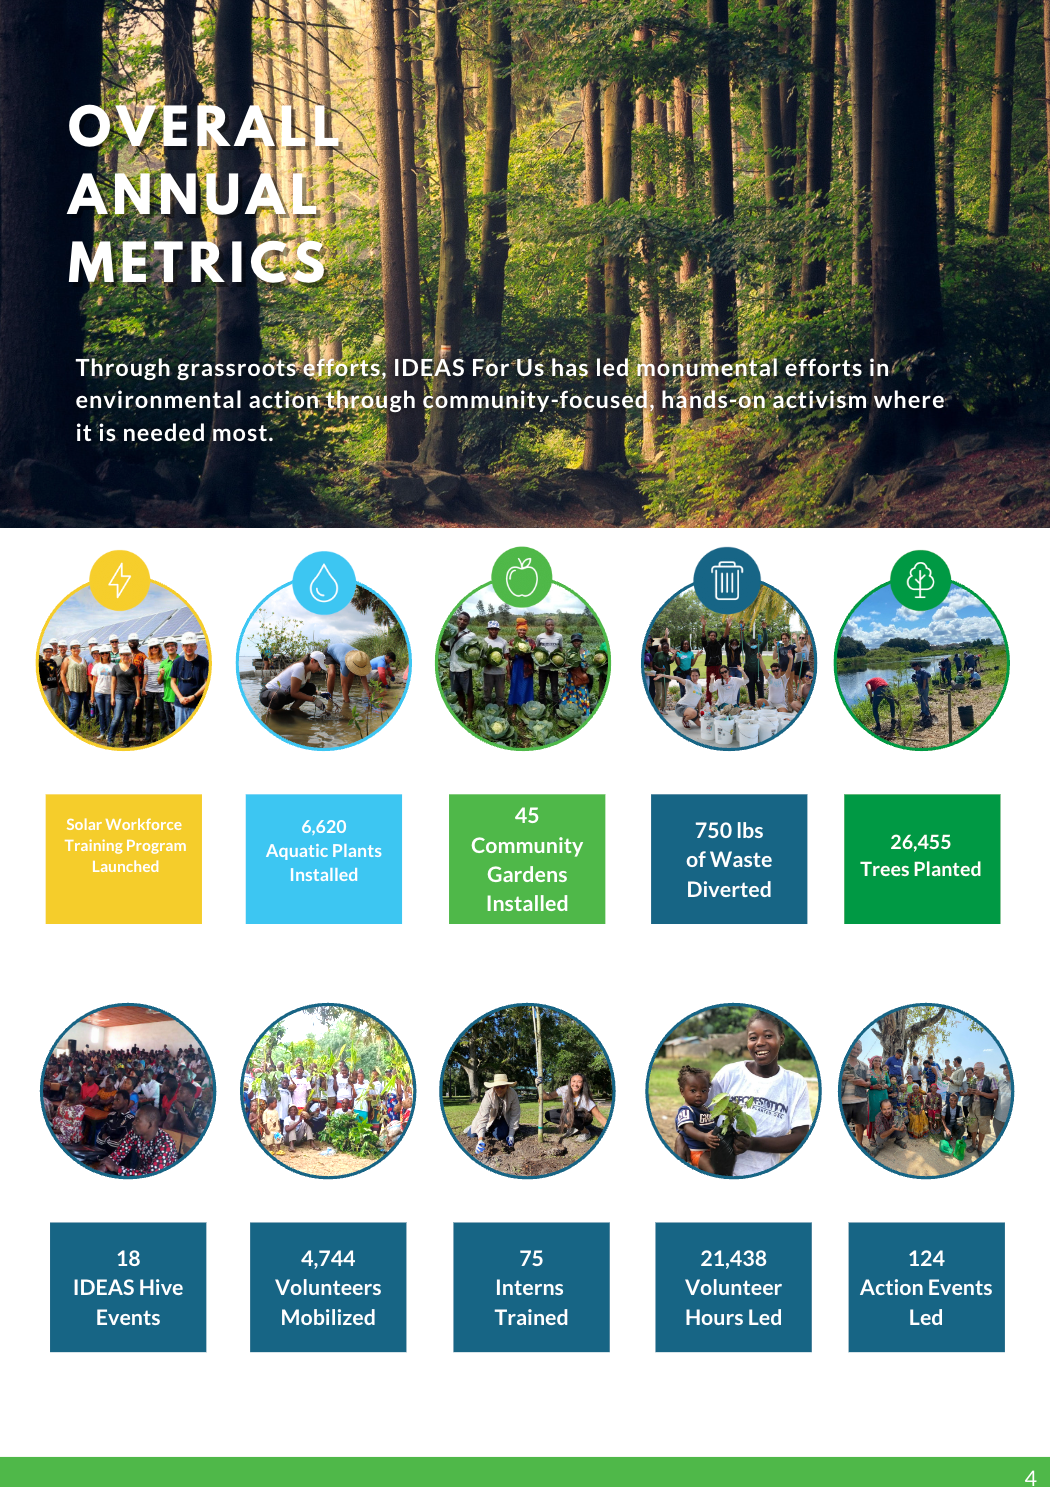 OVERALL
ANNUAL
METRICS
Through grassroots efforts, IDEAS For Us has led monumental efforts in
environmental action through community-focused, hands-on activism where
it is needed most.
Solar Workforce
Training Program
Launched
6,620
Aquatic Plants
Installed
45
Community
Gardens
Installed
750 lbs
of Waste
Diverted
26,455
Trees Planted
18
IDEAS Hive
Events
4,744
Volunteers
Mobilized
75
Interns
Trained
21,438
Volunteer
Hours Led
124
Action Events
Led
4